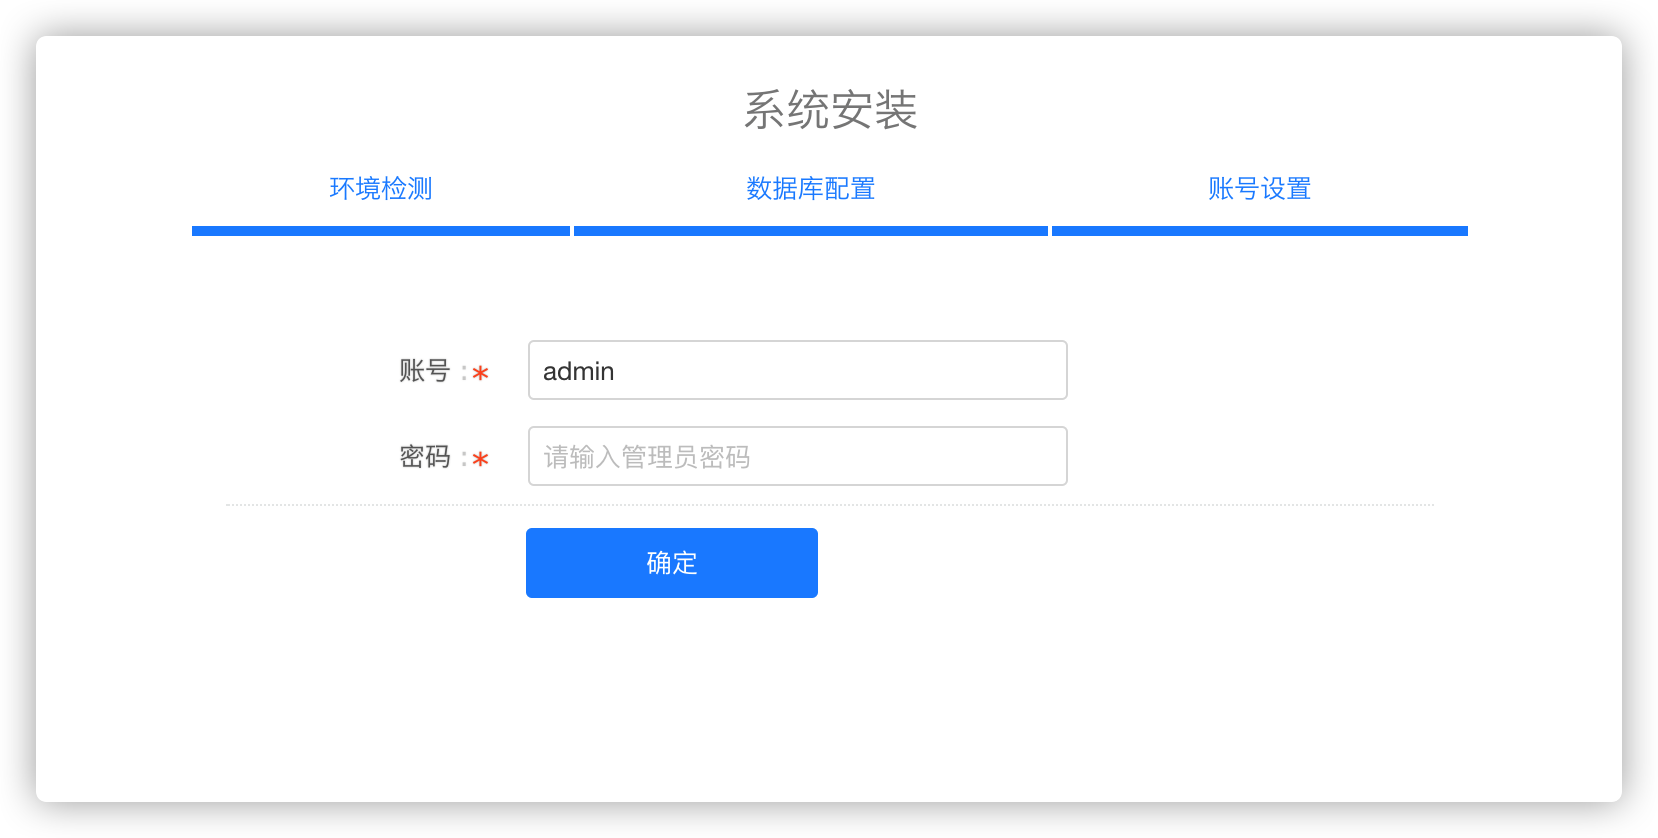 系统安装
环境检测 数据库配置 账号设置
账号 :* admin
密码 :* 请输入管理员密码
确定